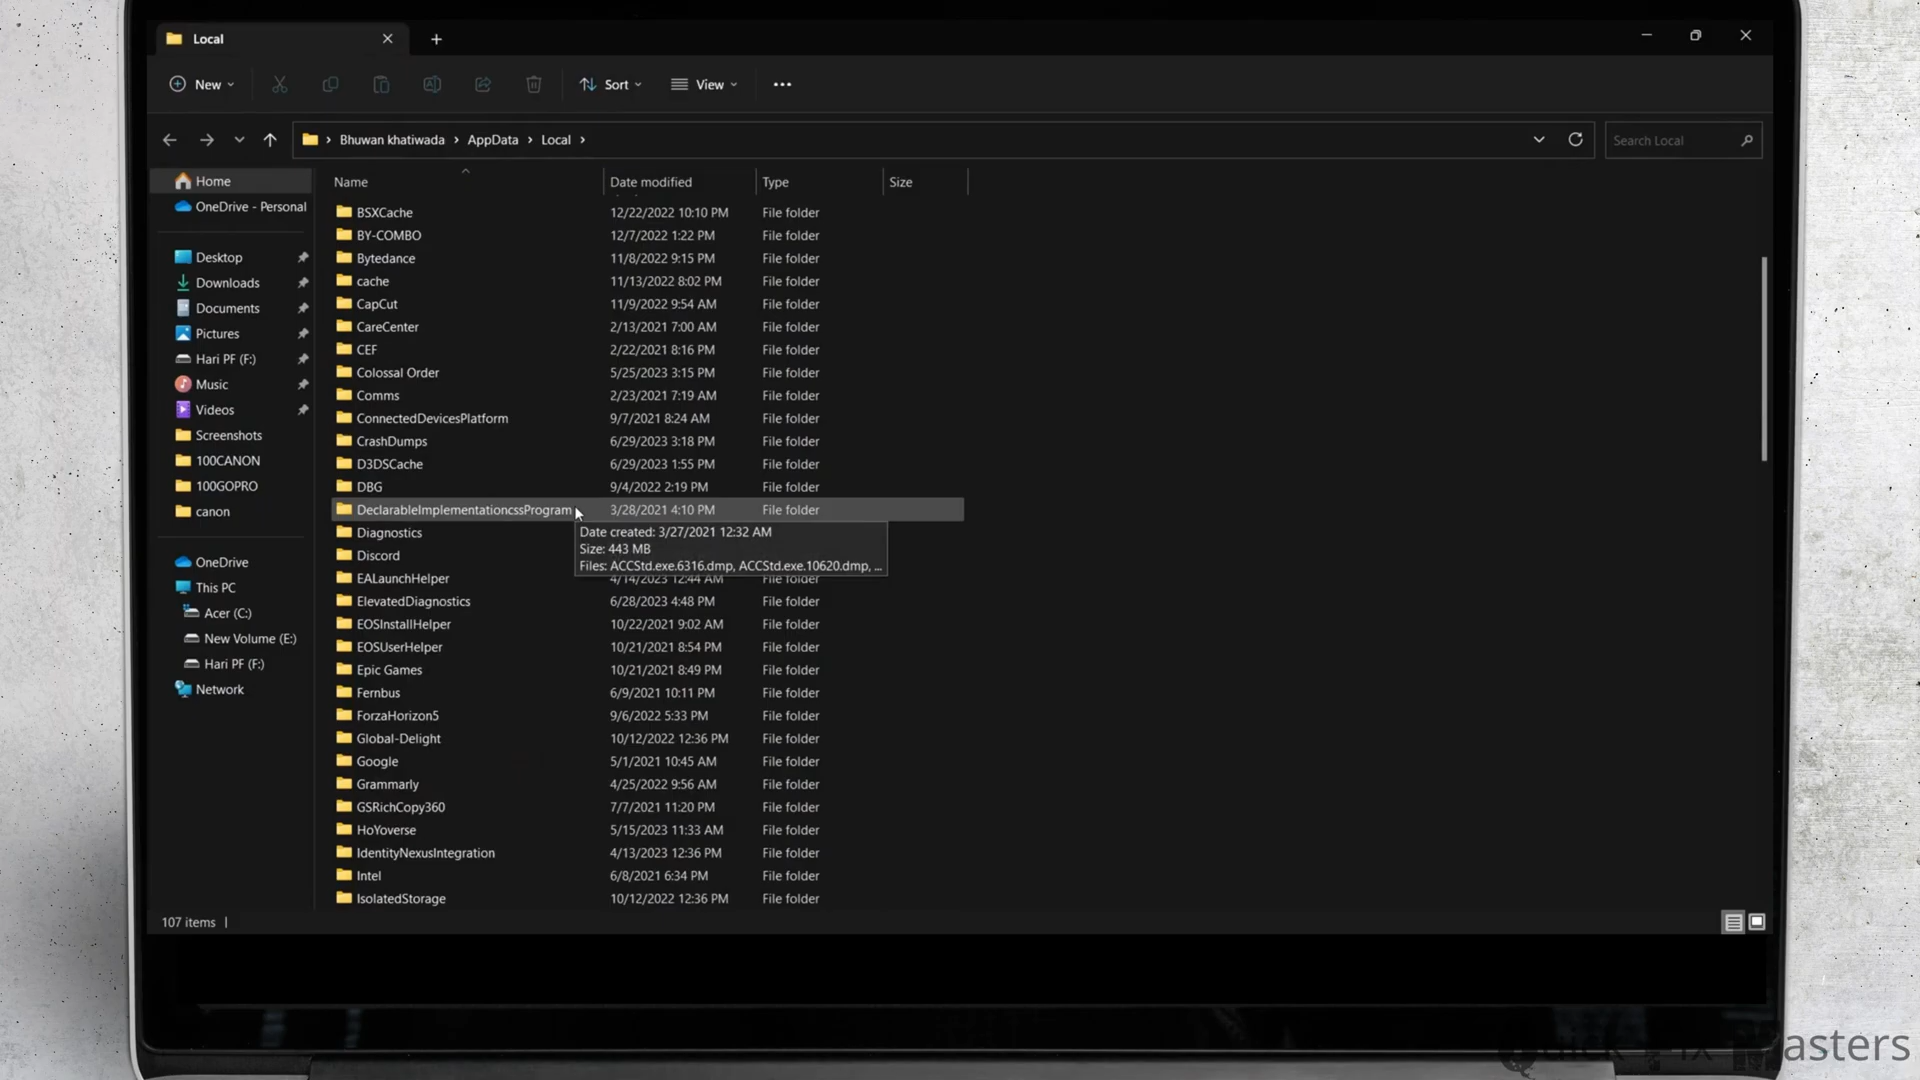 Local
New
Sort
View
Bhuwan khatiwada
AppData
Local
Search Local
Home
OneDrive - Personal
Desktop
Downloads
Documents
Pictures
Hari PF (F:)
Music
Videos
Screenshots
100CANON
100GOPRO
canon
OneDrive
This PC
Acer (C:)
New Volume (E:)
Hari PF (F:)
Network
Name Date modified Type Size
BSXCache 12/22/2022 10:10 PM File folder
BY-COMBO 12/7/2022 1:22 PM File folder
Bytedance 11/8/2022 9:15 PM File folder
cache 11/13/2022 8:02 PM File folder
CapCut 11/9/2022 9:54 AM File folder
CareCenter 2/13/2021 7:00 AM File folder
CEF 2/22/2021 8:16 PM File folder
Colossal Order 5/25/2023 3:15 PM File folder
Comms 2/23/2021 7:19 AM File folder
ConnectedDevicesPlatform 9/7/2021 8:24 AM File folder
CrashDumps 6/29/2023 3:18 PM File folder
D3DSCache 6/29/2023 1:55 PM File folder
DBG 9/4/2022 2:19 PM File folder
DeclarableImplementationcssProgram 3/28/2021 4:10 PM File folder
Diagnostics
Discord
Date created: 3/27/2021 12:32 AM
Size: 443 MB
Files: ACCStd.exe.6316.dmp, ACCStd.exe.10620.dmp, ...
EALaunchHelper 4/14/2023 12:44 AM File folder
ElevatedDiagnostics 6/28/2023 4:48 PM File folder
EOSInstallHelper 10/22/2021 9:02 AM File folder
EOSUserHelper 10/21/2021 8:54 PM File folder
Epic Games 10/21/2021 8:49 PM File folder
Fernbus 6/9/2021 10:11 PM File folder
ForzaHorizon5 9/6/2022 5:33 PM File folder
Global-Delight 10/12/2022 12:36 PM File folder
Google 5/1/2021 10:45 AM File folder
Grammarly 4/25/2022 9:56 AM File folder
GSRichCopy360 7/7/2021 11:20 PM File folder
HoYoverse 5/15/2023 11:33 AM File folder
IdentityNexusIntegration 4/13/2023 12:36 PM File folder
Intel 6/8/2021 6:34 PM File folder
IsolatedStorage 10/12/2022 12:36 PM File folder
107 items